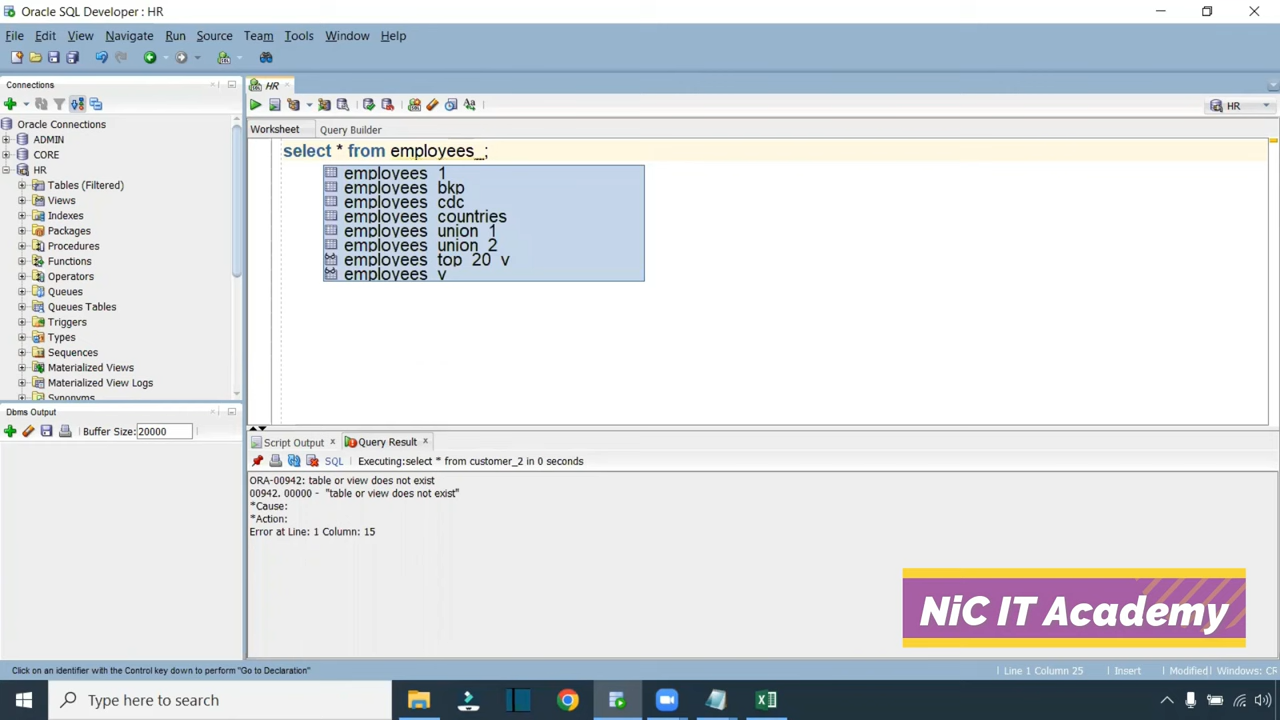 Oracle SQL Developer : HR
File Edit View Navigate Run Source Team Tools Window Help
Connections
HR
HR
Oracle Connections
ADMIN
CORE
HR
Tables (Filtered)
Views
Indexes
Packages
Procedures
Functions
Operators
Queues
Queues Tables
Triggers
Types
Sequences
Materialized Views
Materialized View Logs
Synonyms
Worksheet Query Builder
select * from employees_;
employees_1
employees_bkp
employees_cdc
employees_countries
employees_union_1
employees_union_2
employees_top_20_v
employees_v
Dbms Output
Buffer Size: 20000
Script Output Query Result
SQL Executing:select * from customer_2 in 0 seconds
ORA-00942: table or view does not exist
00942. 00000 - "table or view does not exist"
*Cause:
*Action:
Error at Line: 1 Column: 15
NiC IT Academy
Click on an identifier with the Control key down to perform "Go to Declaration"
Line 1 Column 25 Insert Modified Windows: CR
Type here to search